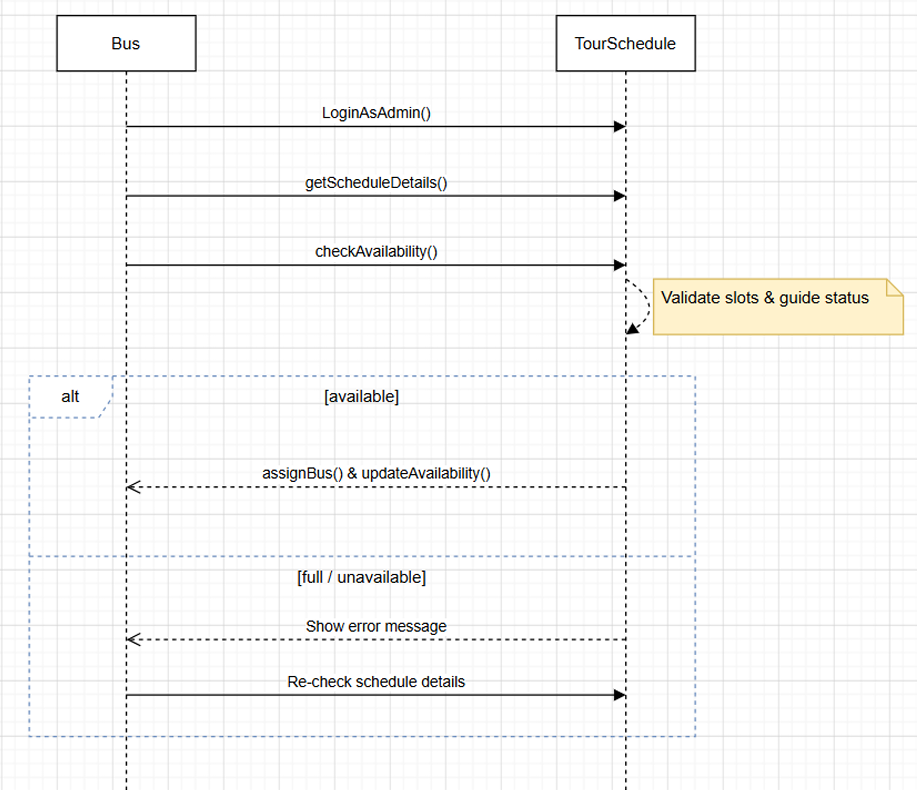 Bus
TourSchedule
LoginAsAdmin()
getScheduleDetails()
checkAvailability()
Validate slots & guide status
alt
[available]
assignBus() & updateAvailability()
[full / unavailable]
Show error message
Re-check schedule details